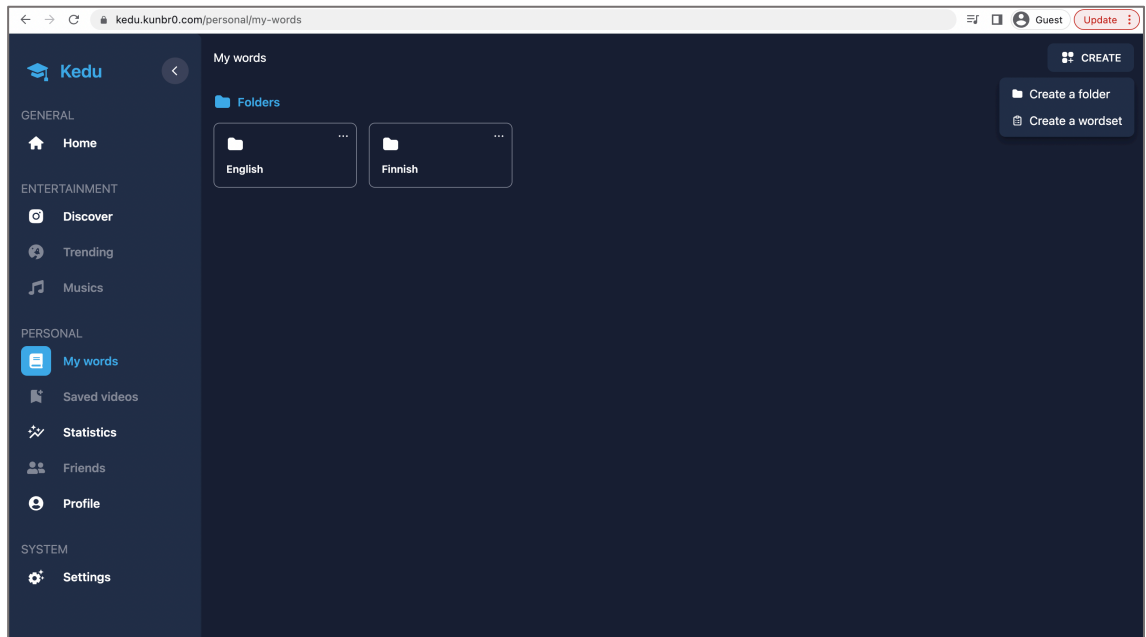 kedu.kunbr0.com/personal/my-words
Guest
Update
Kedu
GENERAL
Home
ENTERTAINMENT
Discover
Trending
Musics
PERSONAL
My words
Saved videos
Statistics
Friends
Profile
SYSTEM
Settings
My words
CREATE
Create a folder
Create a wordset
Folders
English
Finnish